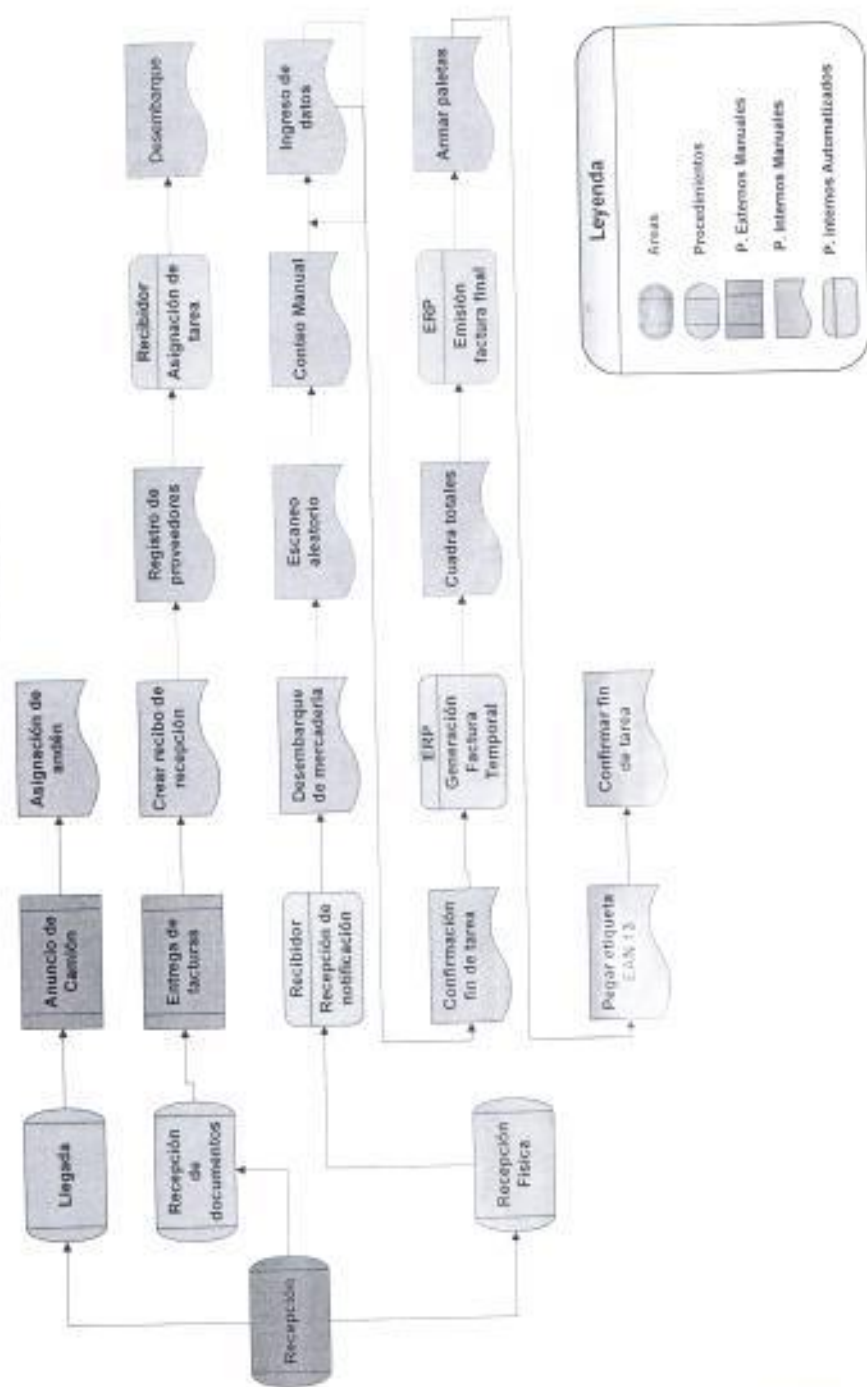 Recepción
Llegada
Anuncio de
Camión
Asignación de
andén
Recepción
de
documentos
Entrega de
facturas
Crear recibo de
recepción
Registro de
proveedores
Recibidor
Asignación de
tarea
Desembarque
Recepción
Física
Recibidor
Recepción de
notificación
Desembarque
de mercadería
Escaneo
aleatorio
Conteo Manual
Ingreso de
datos
Confirmación
fin de tarea
ERP
Generación
Factura
Temporal
Cuadra totales
ERP
Emisión
factura final
Armar paletas
Pegar etiqueta
EAN 13
Confirmar fin
de tarea
Leyenda
Areas
Procedimientos
P. Externos Manuales
P. Internos Manuales
P. Internos Automatizados